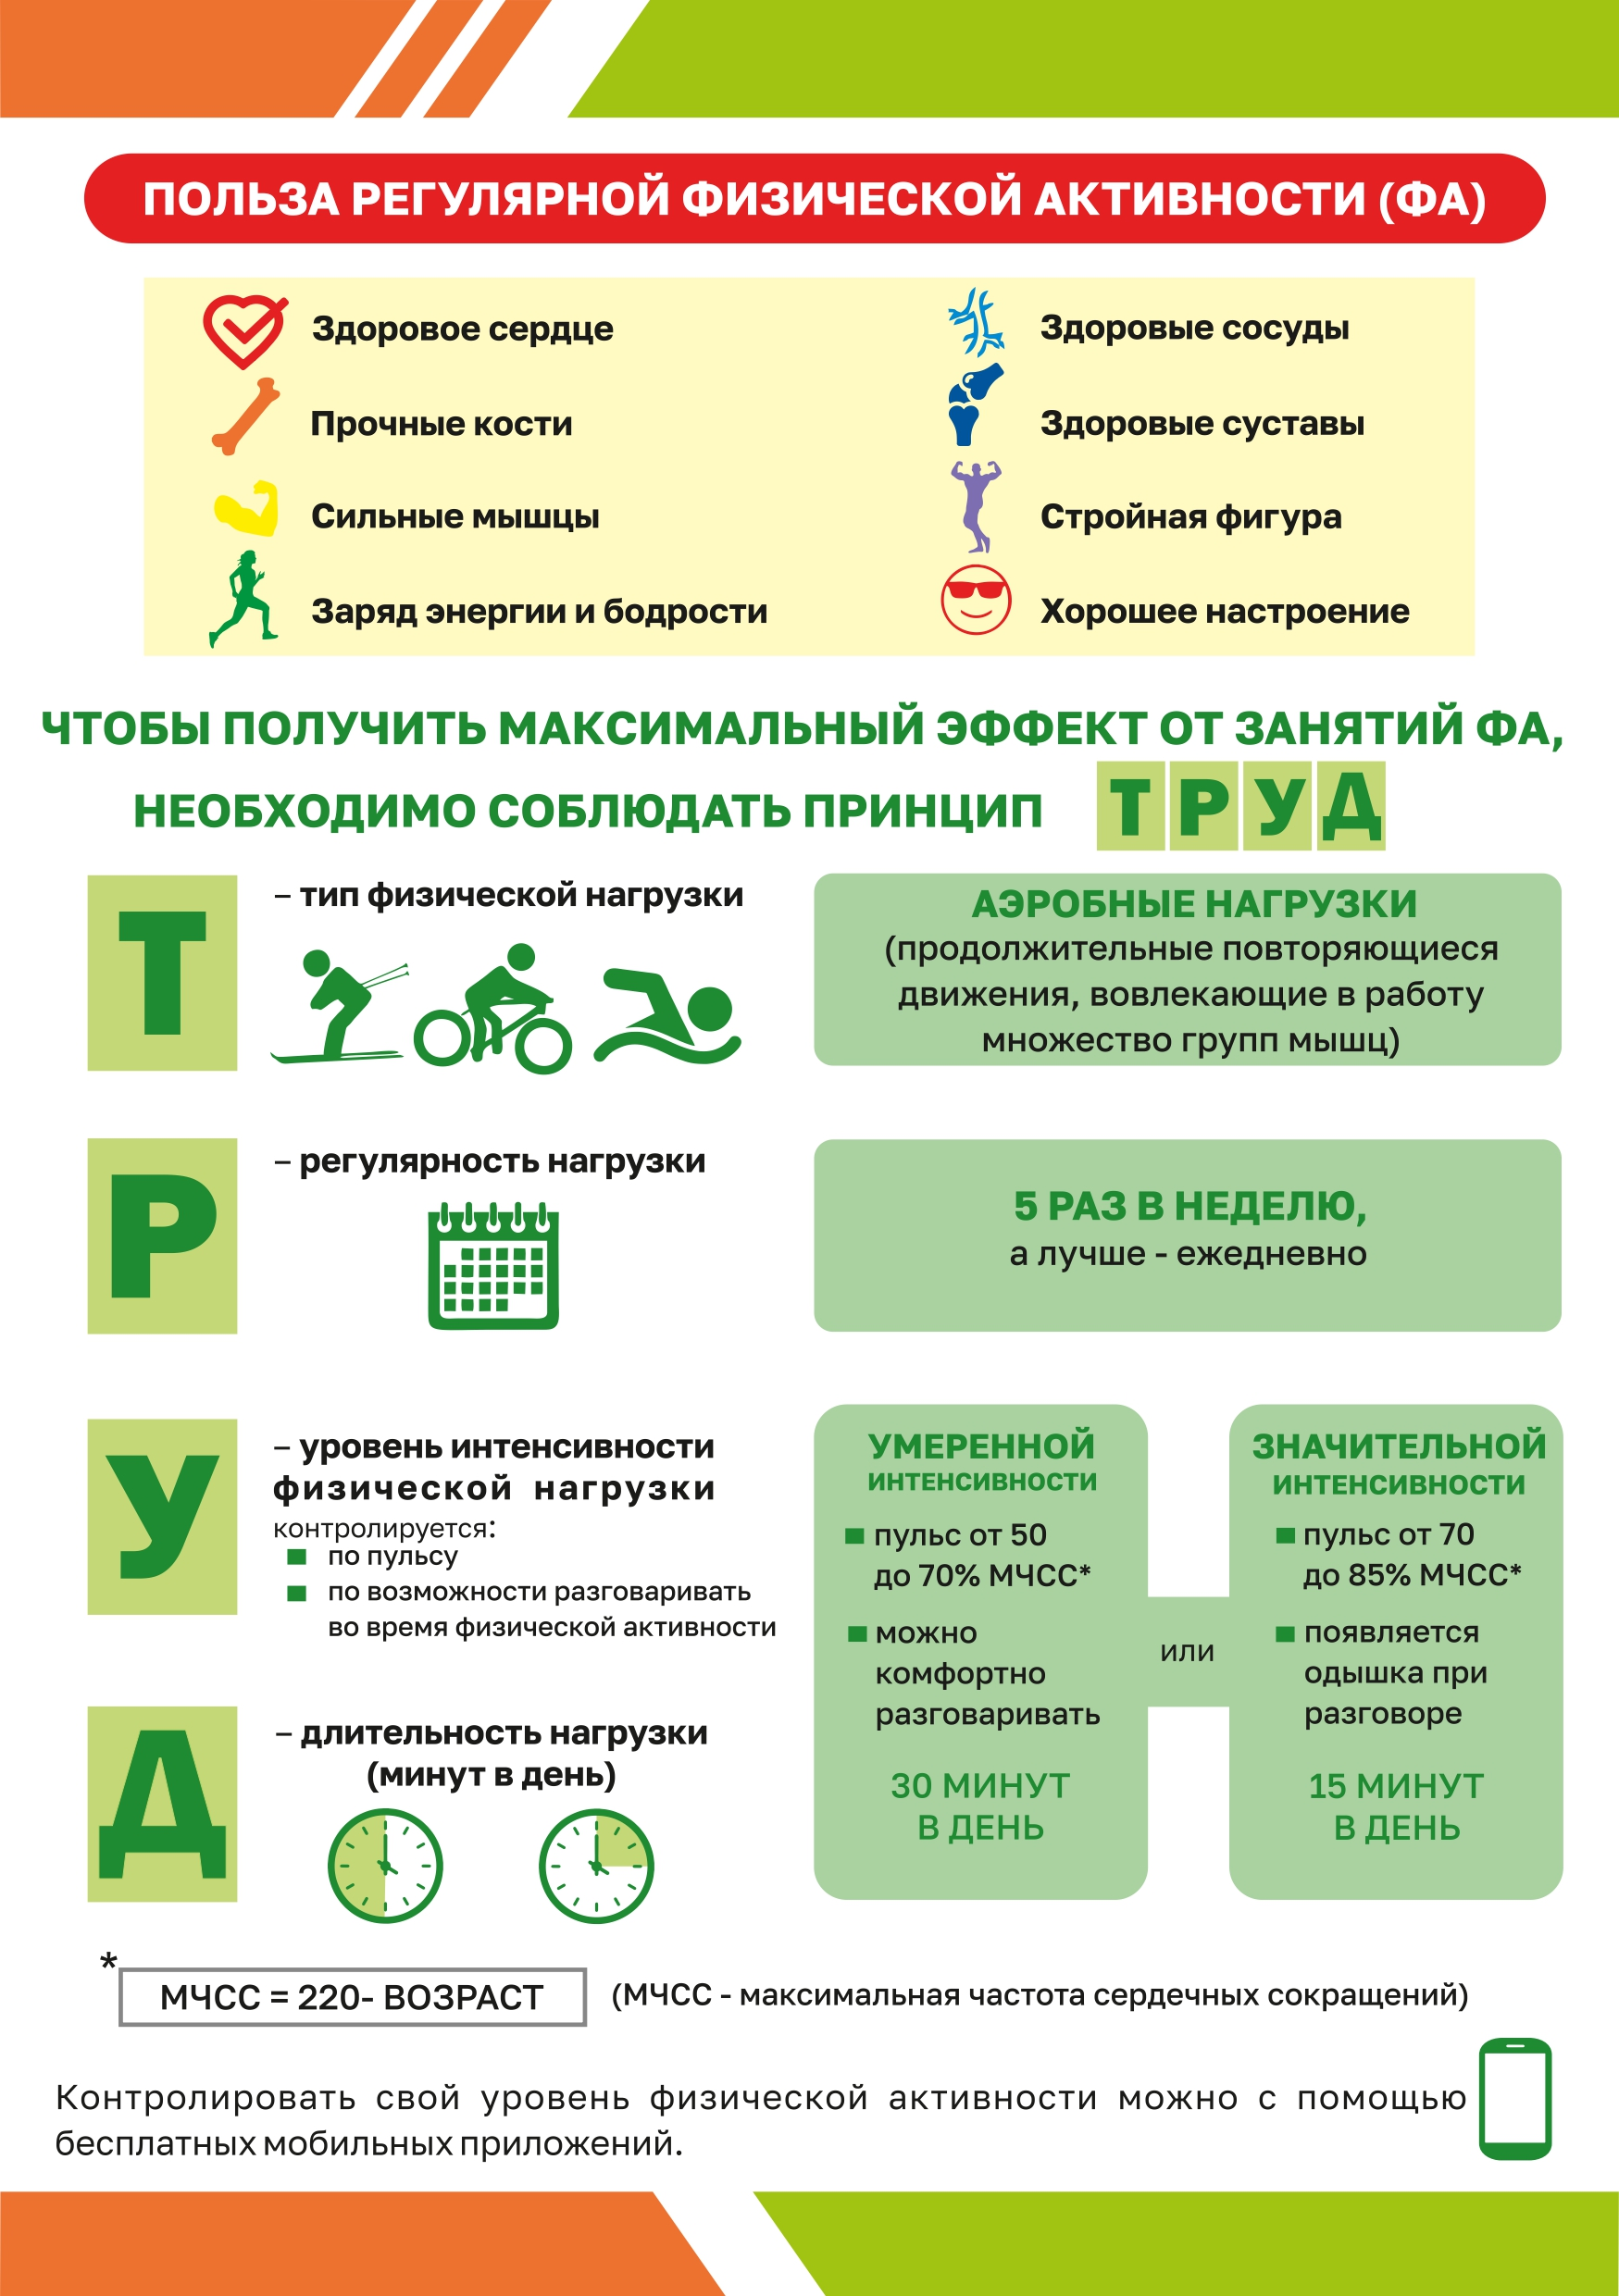 ПОЛЬЗА РЕГУЛЯРНОЙ ФИЗИЧЕСКОЙ АКТИВНОСТИ (ФА)
Здоровое сердце
Прочные кости
Сильные мышцы
Заряд энергии и бодрости
Здоровые сосуды
Здоровые суставы
Стройная фигура
Хорошее настроение
ЧТОБЫ ПОЛУЧИТЬ МАКСИМАЛЬНЫЙ ЭФФЕКТ ОТ ЗАНЯТИЙ ФА,
НЕОБХОДИМО СОБЛЮДАТЬ ПРИНЦИП ТРУД
Т
– тип физической нагрузки
АЭРОБНЫЕ НАГРУЗКИ
(продолжительные повторяющиеся
движения, вовлекающие в работу
множество групп мышц)
Р
– регулярность нагрузки
5 РАЗ В НЕДЕЛЮ,
а лучше - ежедневно
У
– уровень интенсивности
физической нагрузки
контролируется:
по пульсу
по возможности разговаривать
во время физической активности
Д
– длительность нагрузки
(минут в день)
УМЕРЕННОЙ
ИНТЕНСИВНОСТИ
пульс от 50
до 70% МЧСС*
можно
комфортно
разговаривать
30 МИНУТ
В ДЕНЬ
или
ЗНАЧИТЕЛЬНОЙ
ИНТЕНСИВНОСТИ
пульс от 70
до 85% МЧСС*
появляется
одышка при
разговоре
15 МИНУТ
В ДЕНЬ
*
МЧСС = 220- ВОЗРАСТ (МЧСС - максимальная частота сердечных сокращений)
Контролировать свой уровень физической активности можно с помощью
бесплатных мобильных приложений.